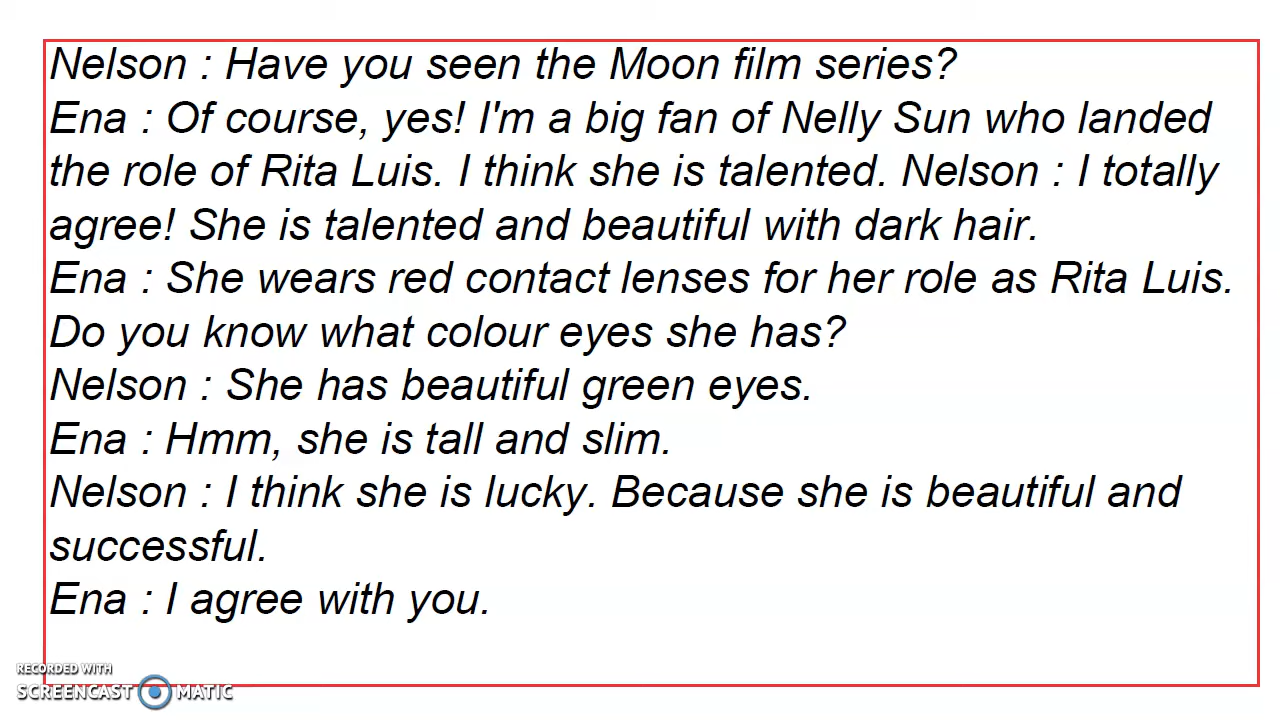 Nelson : Have you seen the Moon film series?
Ena : Of course, yes! I'm a big fan of Nelly Sun who landed
the role of Rita Luis. I think she is talented. Nelson : I totally
agree! She is talented and beautiful with dark hair.
Ena : She wears red contact lenses for her role as Rita Luis.
Do you know what colour eyes she has?
Nelson : She has beautiful green eyes.
Ena : Hmm, she is tall and slim.
Nelson : I think she is lucky. Because she is beautiful and
successful.
Ena : I agree with you.
RECORDED WITH
SCREENCAST MATIC